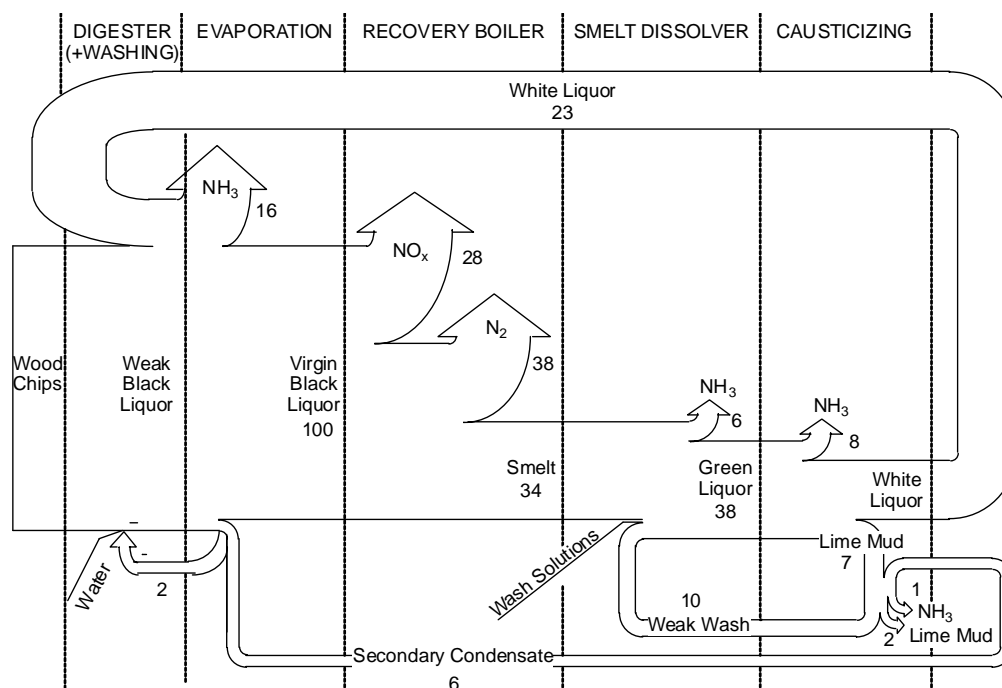 DIGESTER
(+WASHING)
EVAPORATION
RECOVERY BOILER
SMELT DISSOLVER
CAUSTICIZING
White Liquor
23
NH3
16
NOx
28
N2
38
Wood
Chips
Weak
Black
Liquor
Virgin
Black
Liquor
100
NH3
6
NH3
8
Smelt
34
Green
Liquor
38
White
Liquor
–
-
2
Water
Wash Solutions
Lime Mud
7
10
Weak Wash
1
NH3
2
Lime Mud
Secondary Condensate
6